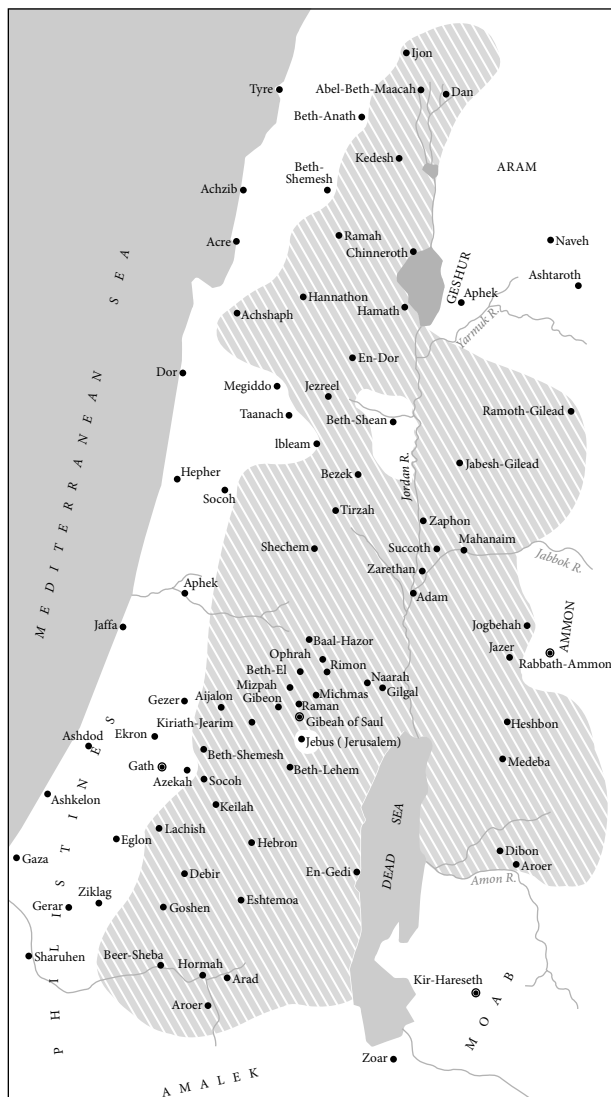 Ijon
Tyre
Abel-Beth-Maacah
Dan
Beth-Anath
Kedesh
ARAM
Beth-
Shemesh
Achzib
Ramah
Acre
Naveh
Chinneroth
GESHUR
Ashtaroth
Hannathon
Aphek
Hamath
Achshaph
Yarmuk R.
MEDITERRANEAN SEA
En-Dor
Dor
Megiddo
Jezreel
Taanach
Beth-Shean
Ramoth-Gilead
lbleam
Jabesh-Gilead
Jordan R.
Bezek
Hepher
Socoh
Tirzah
Zaphon
Shechem
Succoth
Mahanaim
Jabbok R.
Zarethan
Aphek
Adam
Jaffa
Jogbehah
AMMON
Baal-Hazor
Ophrah
Rimon
Jazer
Rabbath-Ammon
Beth-El
Naarah
Mizpah
Michmas
Gilgal
Gezer
Aijalon
Gibeon
Raman
Kiriath-Jearim
Gibeah of Saul
Heshbon
Ekron
Jebus ( Jerusalem)
Ashdod
Beth-Shemesh
Medeba
Gath
Azekah
Socoh
Beth-Lehem
Ashkelon
Keilah
DEAD SEA
Lachish
Eglon
Hebron
Dibon
Gaza
Aroer
Debir
En-Gedi
Amon R.
Ziklag
Gerar
Goshen
Eshtemoa
PHILISTINES
Sharuhen
Beer-Sheba
Hormah
Arad
Kir-Hareseth
Aroer
MOAB
Zoar
AMALEK